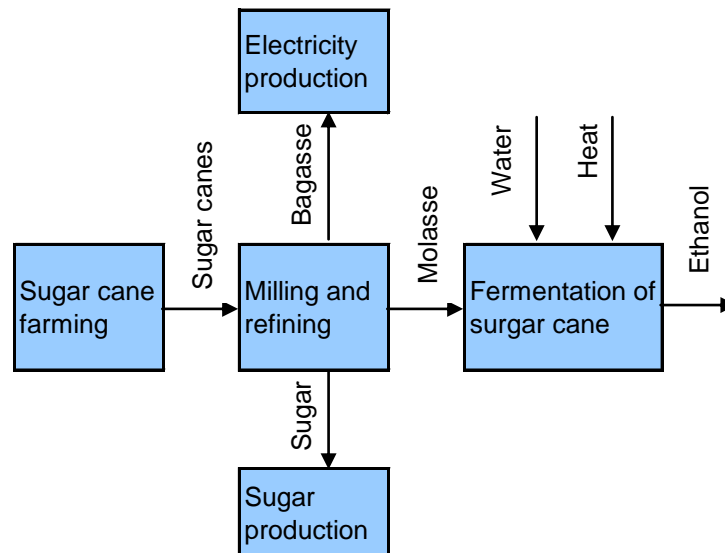 Electricity
production
Sugar canes
Bagasse
Molasse
Water
Heat
Ethanol
Sugar cane
farming
Milling and
refining
Fermentation of
surgar cane
Sugar
Sugar
production